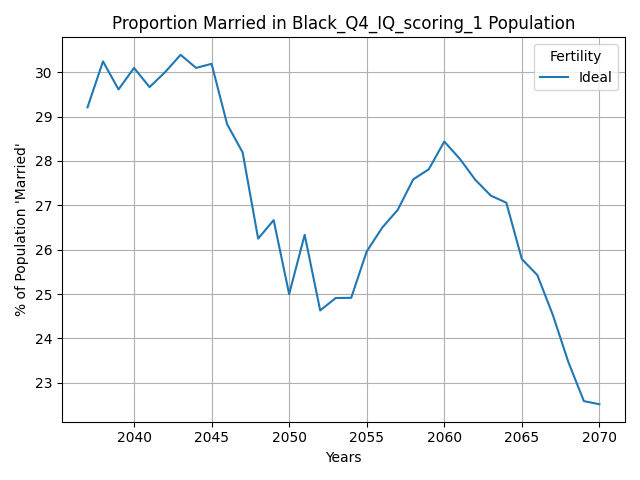 Proportion Married in Black_Q4_IQ_scoring_1 Population
Fertility
Ideal
% of Population 'Married'
30
29
28
27
26
25
24
23
2040 2045 2050 2055 2060 2065 2070
Years